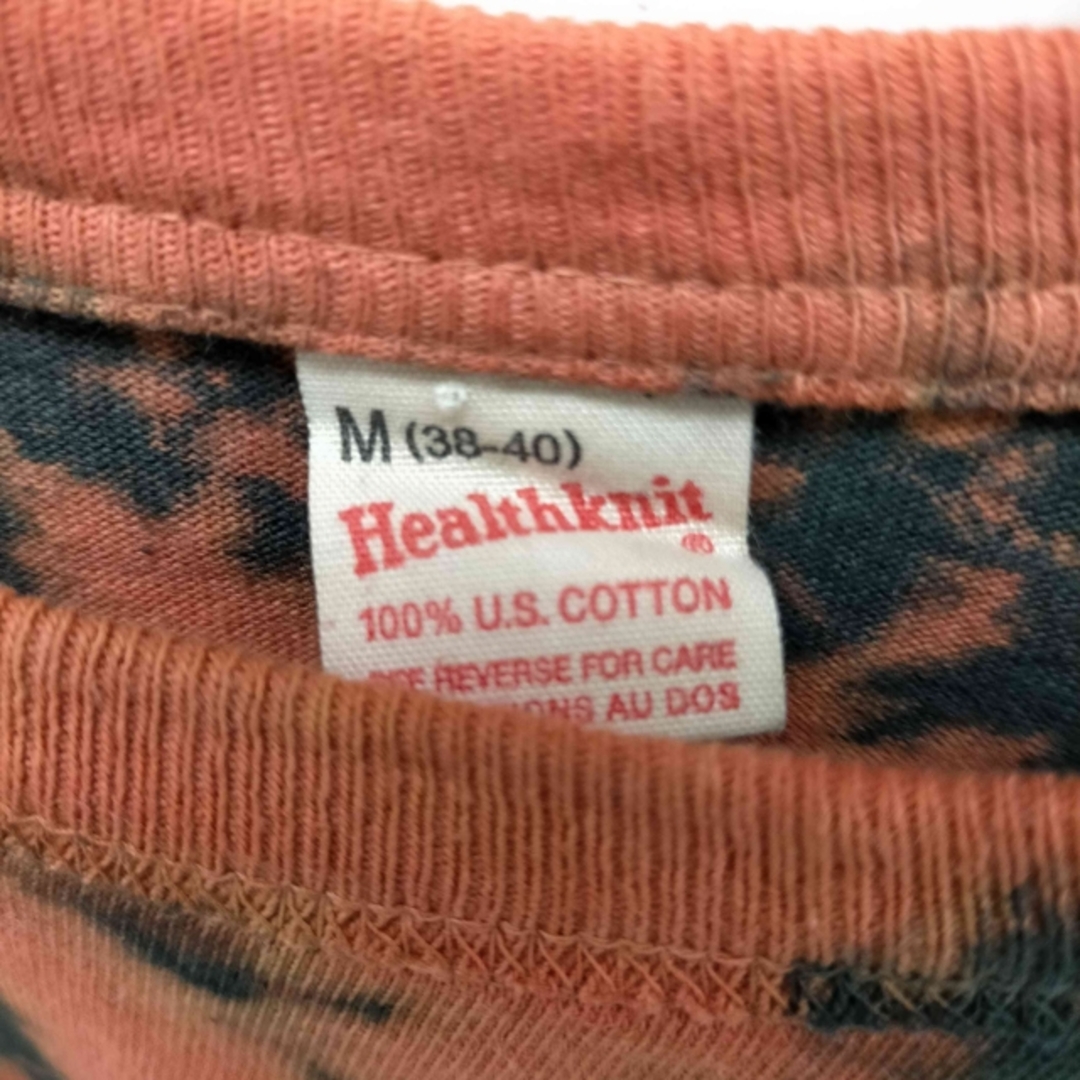 M (38-40)
Healthknit
®
100% U.S. COTTON
REVERSE FOR CARE
AU DOS